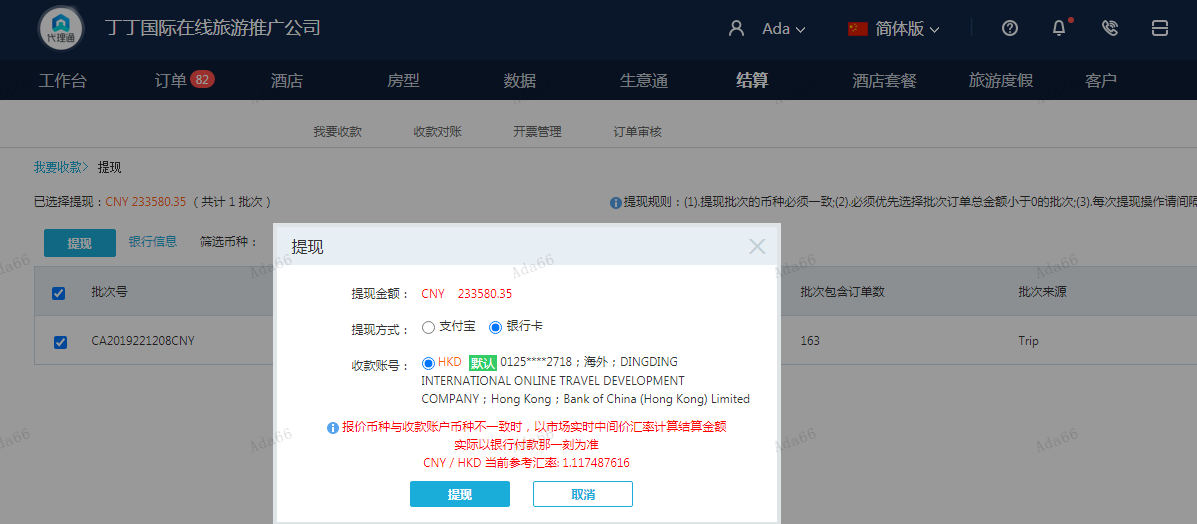 代理通
丁丁国际在线旅游推广公司
Ada
简体版
工作台
订单 82
酒店
房型
数据
生意通
结算
酒店套餐
旅游度假
客户
我要收款
收款对账
开票管理
订单审核
我要收款> 提现
已选择提现：CNY 233580.35 （ 共计 1 批次 ）
提现规则：(1).提现批次的币种必须一致;(2).必须优先选择批次订单总金额小于0的批次;(3).每次提现操作请间隔
提现
银行信息
筛选币种：
批次号
批次包含订单数
批次来源
CA2019221208CNY
163
Trip
提现
提现金额： CNY 233580.35
提现方式： 支付宝 银行卡
收款账号： HKD 默认 0125****2718；海外；DINGDING
INTERNATIONAL ONLINE TRAVEL DEVELOPMENT
COMPANY；Hong Kong；Bank of China (Hong Kong) Limited
报价币种与收款账户币种不一致时，以市场实时中间价汇率计算结算金额
实际以银行付款那一刻为准
CNY / HKD 当前参考汇率: 1.117487616
提现
取消
Ada66
Ada66
Ada66
Ada66
Ada66
Ada66
Ada66
Ada66